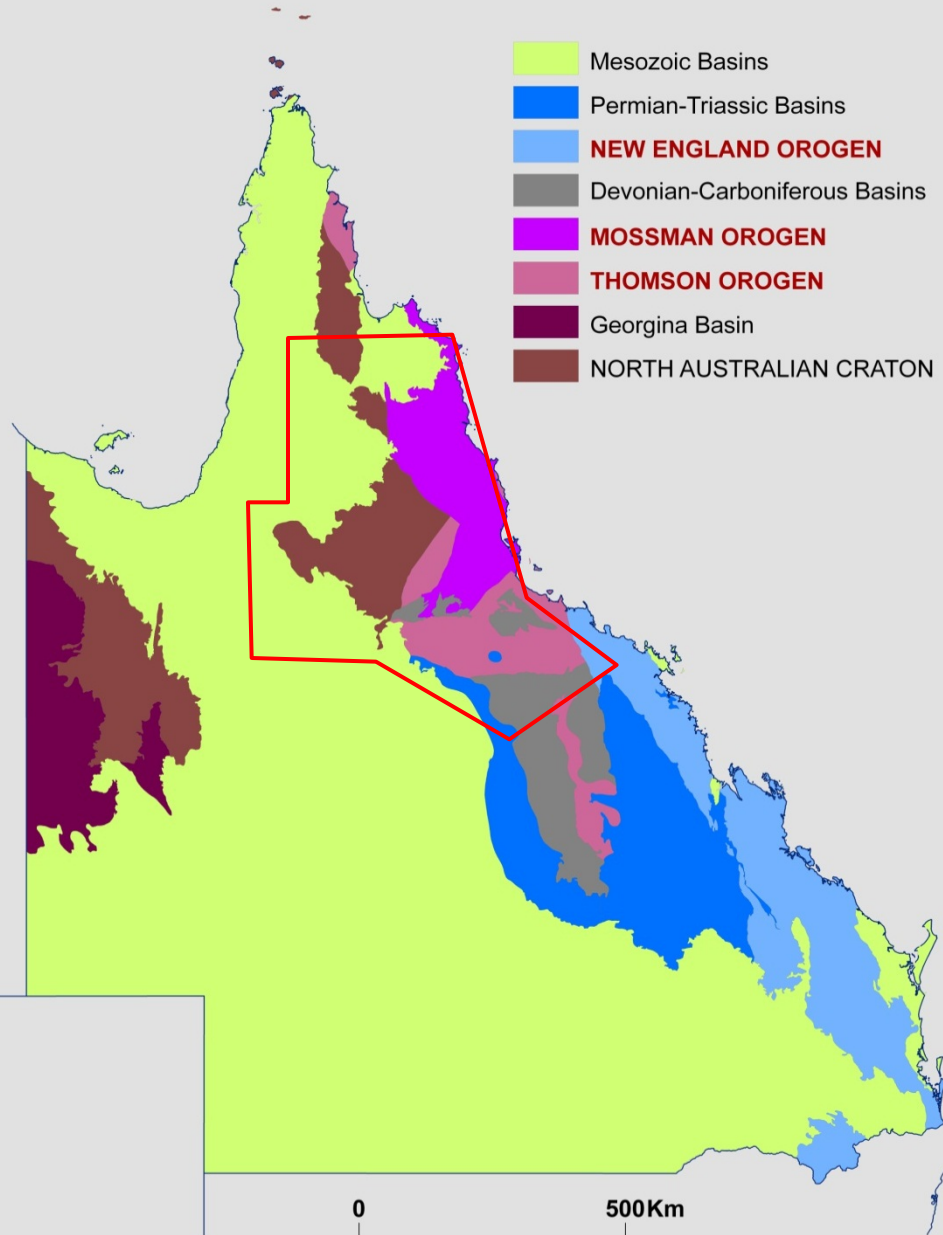 Mesozoic Basins
Permian-Triassic Basins
NEW ENGLAND OROGEN
Devonian-Carboniferous Basins
MOSSMAN OROGEN
THOMSON OROGEN
Georgina Basin
NORTH AUSTRALIAN CRATON
0 500Km